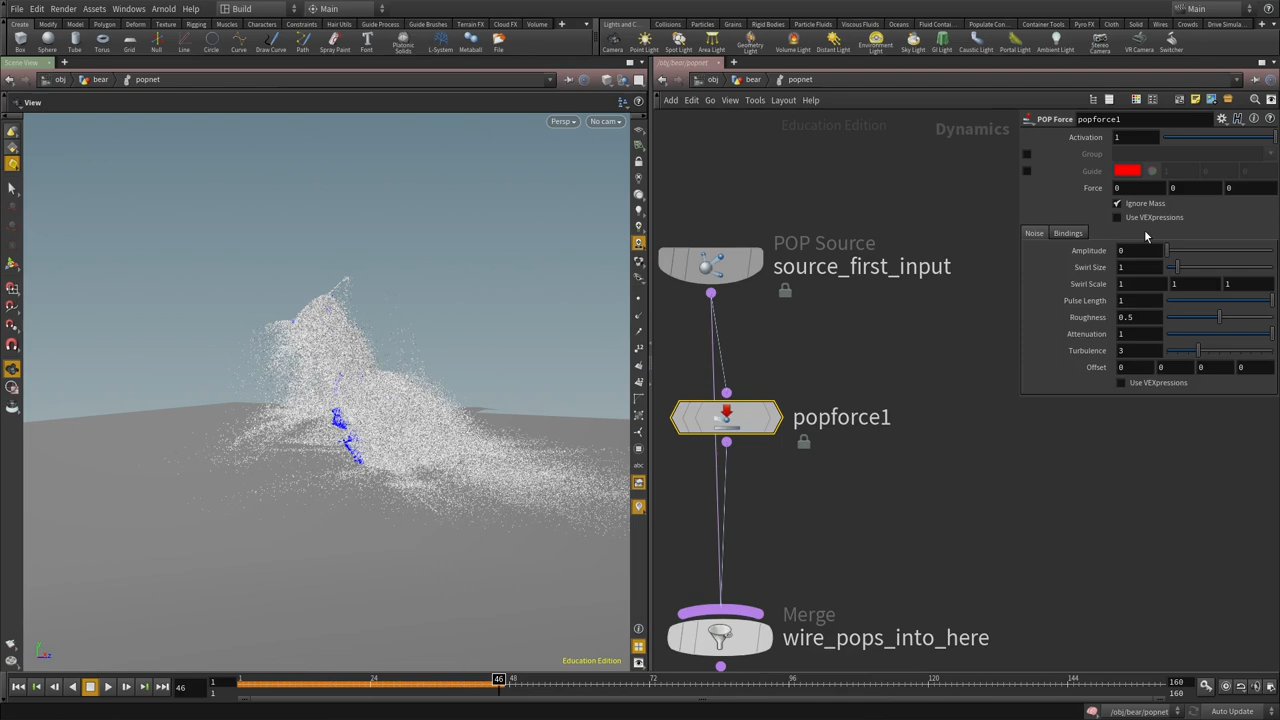 File Edit Render Assets Windows Arnold Help Build Main Main
Create Modify Model Polygon Deform Texture Rigging Muscles Characters Constraints Hair Utils Guide Process Guide Brushes Terrain FX Cloud FX Volume
Lights and C... Collisions Particles Grains Rigid Bodies Particle Fluids Viscous Fluids Oceans Fluid Contai... Populate Con... Container Tools Pyro FX Cloth Solid Wires Crowds Drive Simula...
Box Sphere Tube Torus Grid Null Line Circle Curve Draw Curve Path Spray Paint Font Platonic Solids L-System Metaball File
Camera Point Light Spot Light Area Light Geometry Light Volume Light Distant Light Environment Light Sky Light GI Light Caustic Light Portal Light Ambient Light Stereo Camera VR Camera Switcher
Scene View
/obj/bear/popnet
obj bear popnet
obj bear popnet
View
Add Edit Go View Tools Layout Help
Persp No cam
Education Edition
Dynamics
POP Force popforce1
Activation 1
Group
Guide 1 0 0
Force 0 0 0
Ignore Mass
Use VEXpressions
Noise Bindings
Amplitude 0
Swirl Size 1
Swirl Scale 1 1 1
Pulse Length 1
Roughness 0.5
Attenuation 1
Turbulence 3
Offset 0 0 0 0
Use VEXpressions
POP Source
source_first_input
popforce1
Merge
wire_pops_into_here
abc
12
y
z
Education Edition
46 1 1
1 24 46 48 72 96 120 144
160 160
/obj/bear/popnet Auto Update